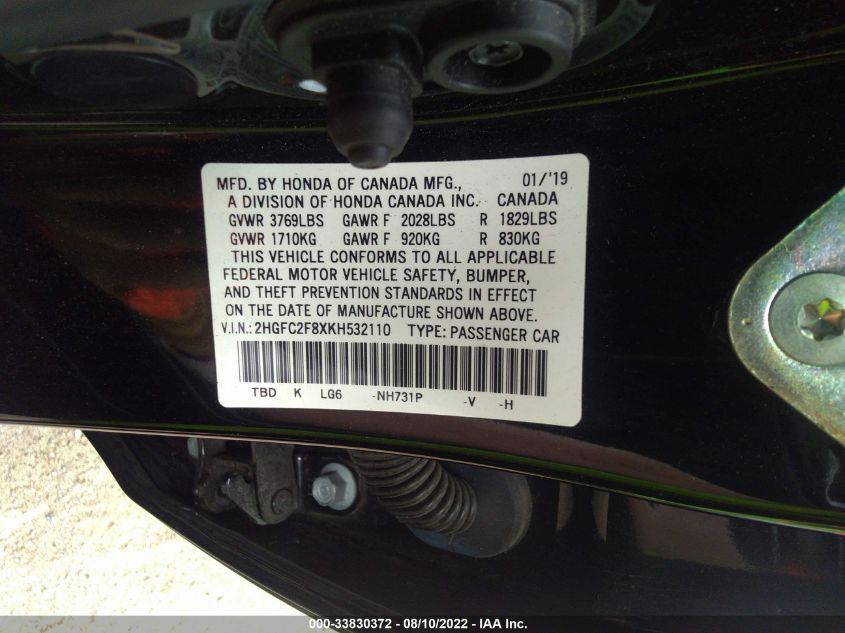 MFD. BY HONDA OF CANADA MFG., 01/'19
A DIVISION OF HONDA CANADA INC. CANADA
GVWR 3769LBS GAWR F 2028LBS R 1829LBS
GVWR 1710KG GAWR F 920KG R 830KG
THIS VEHICLE CONFORMS TO ALL APPLICABLE
FEDERAL MOTOR VEHICLE SAFETY, BUMPER,
AND THEFT PREVENTION STANDARDS IN EFFECT
ON THE DATE OF MANUFACTURE SHOWN ABOVE.
V.I.N.: 2HGFC2F8XKH532110 TYPE: PASSENGER CAR
TBD K LG6 -NH731P -V -H
000-33830372 - 08/10/2022 - IAA Inc.